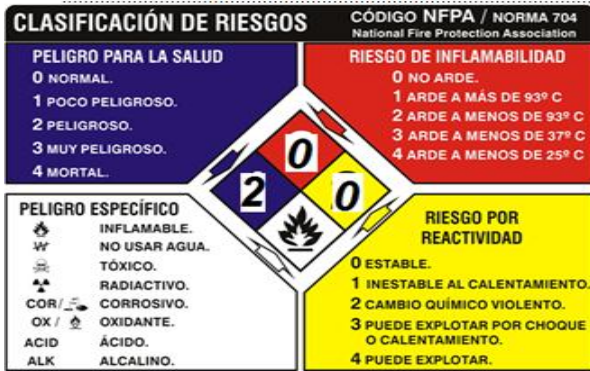 CLASIFICACIÓN DE RIESGOS
CÓDIGO NFPA / NORMA 704
National Fire Protection Association
PELIGRO PARA LA SALUD
0 NORMAL.
1 POCO PELIGROSO.
2 PELIGROSO.
3 MUY PELIGROSO.
4 MORTAL.
RIESGO DE INFLAMABILIDAD
0 NO ARDE.
1 ARDE A MÁS DE 93º C
2 ARDE A MENOS DE 93º C
3 ARDE A MENOS DE 37º C
4 ARDE A MENOS DE 25º C
0
2
0
PELIGRO ESPECÍFICO
INFLAMABLE.
W NO USAR AGUA.
TÓXICO.
RADIACTIVO.
COR/ CORROSIVO.
OX / OXIDANTE.
ACID ÁCIDO.
ALK ALCALINO.
RIESGO POR
REACTIVIDAD
0 ESTABLE.
1 INESTABLE AL CALENTAMIENTO.
2 CAMBIO QUÍMICO VIOLENTO.
3 PUEDE EXPLOTAR POR CHOQUE
O CALENTAMIENTO.
4 PUEDE EXPLOTAR.